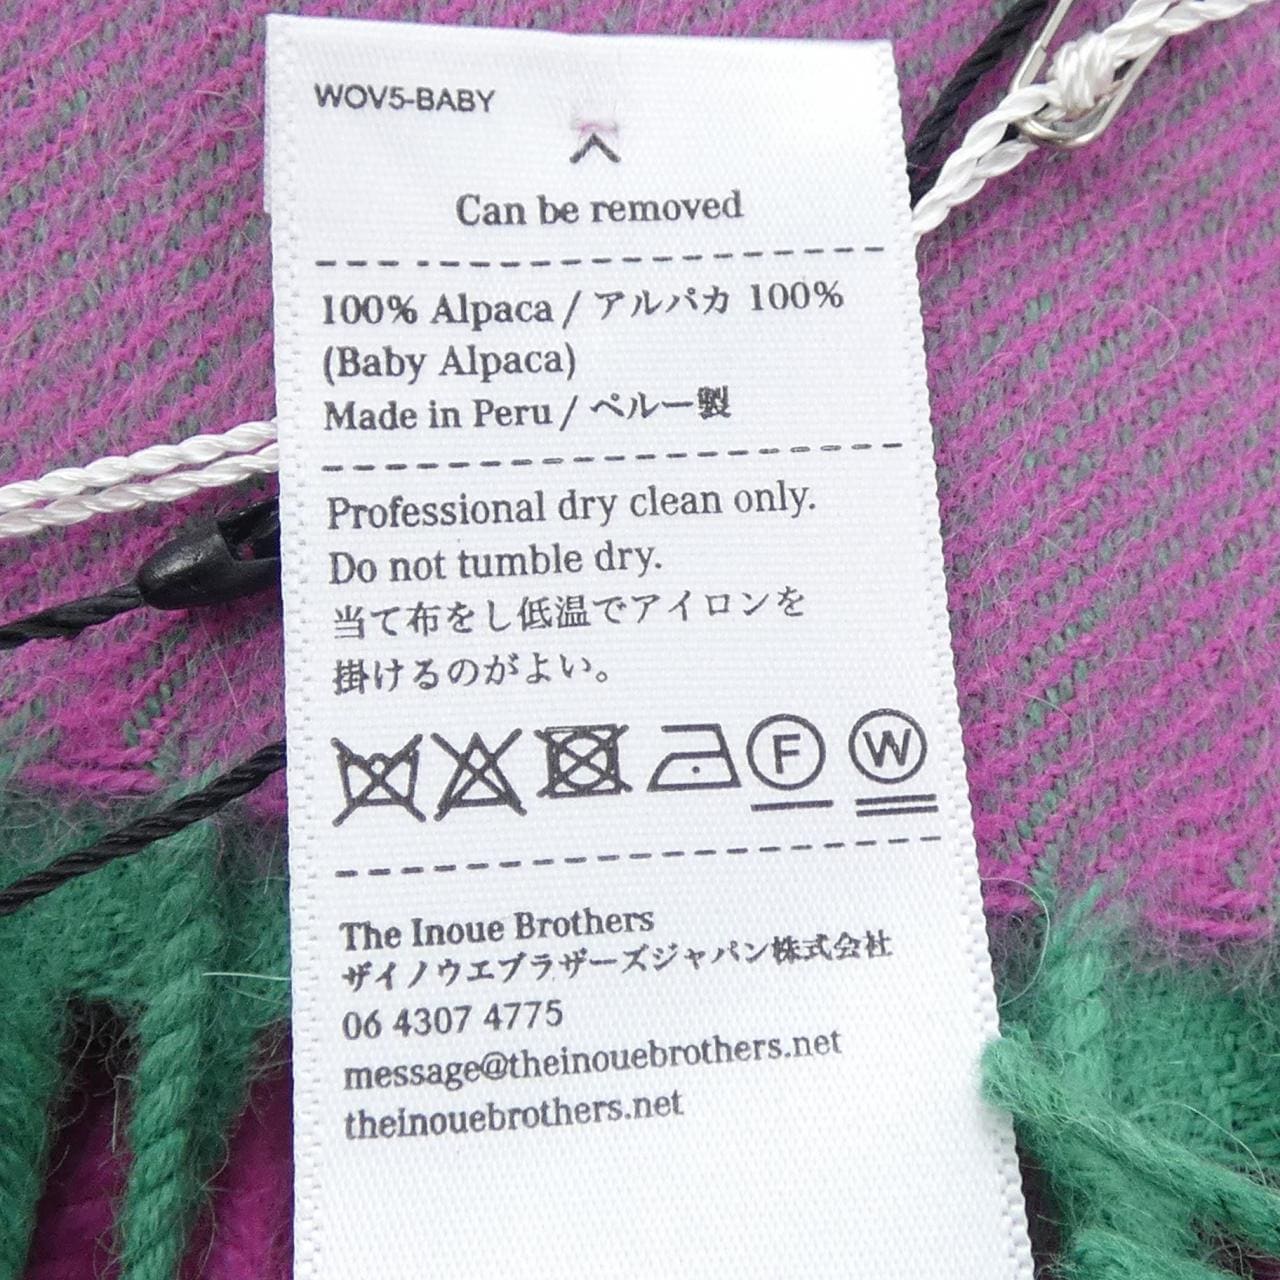 WOV5-BABY
Can be removed
100% Alpaca / アルパカ 100%
(Baby Alpaca)
Made in Peru / ペルー製
Professional dry clean only.
Do not tumble dry.
当て布をし低温でアイロンを
掛けるのがよい。
F W
The Inoue Brothers
ザイノウエブラザーズジャパン株式会社
06 4307 4775
message@theinouebrothers.net
theinouebrothers.net